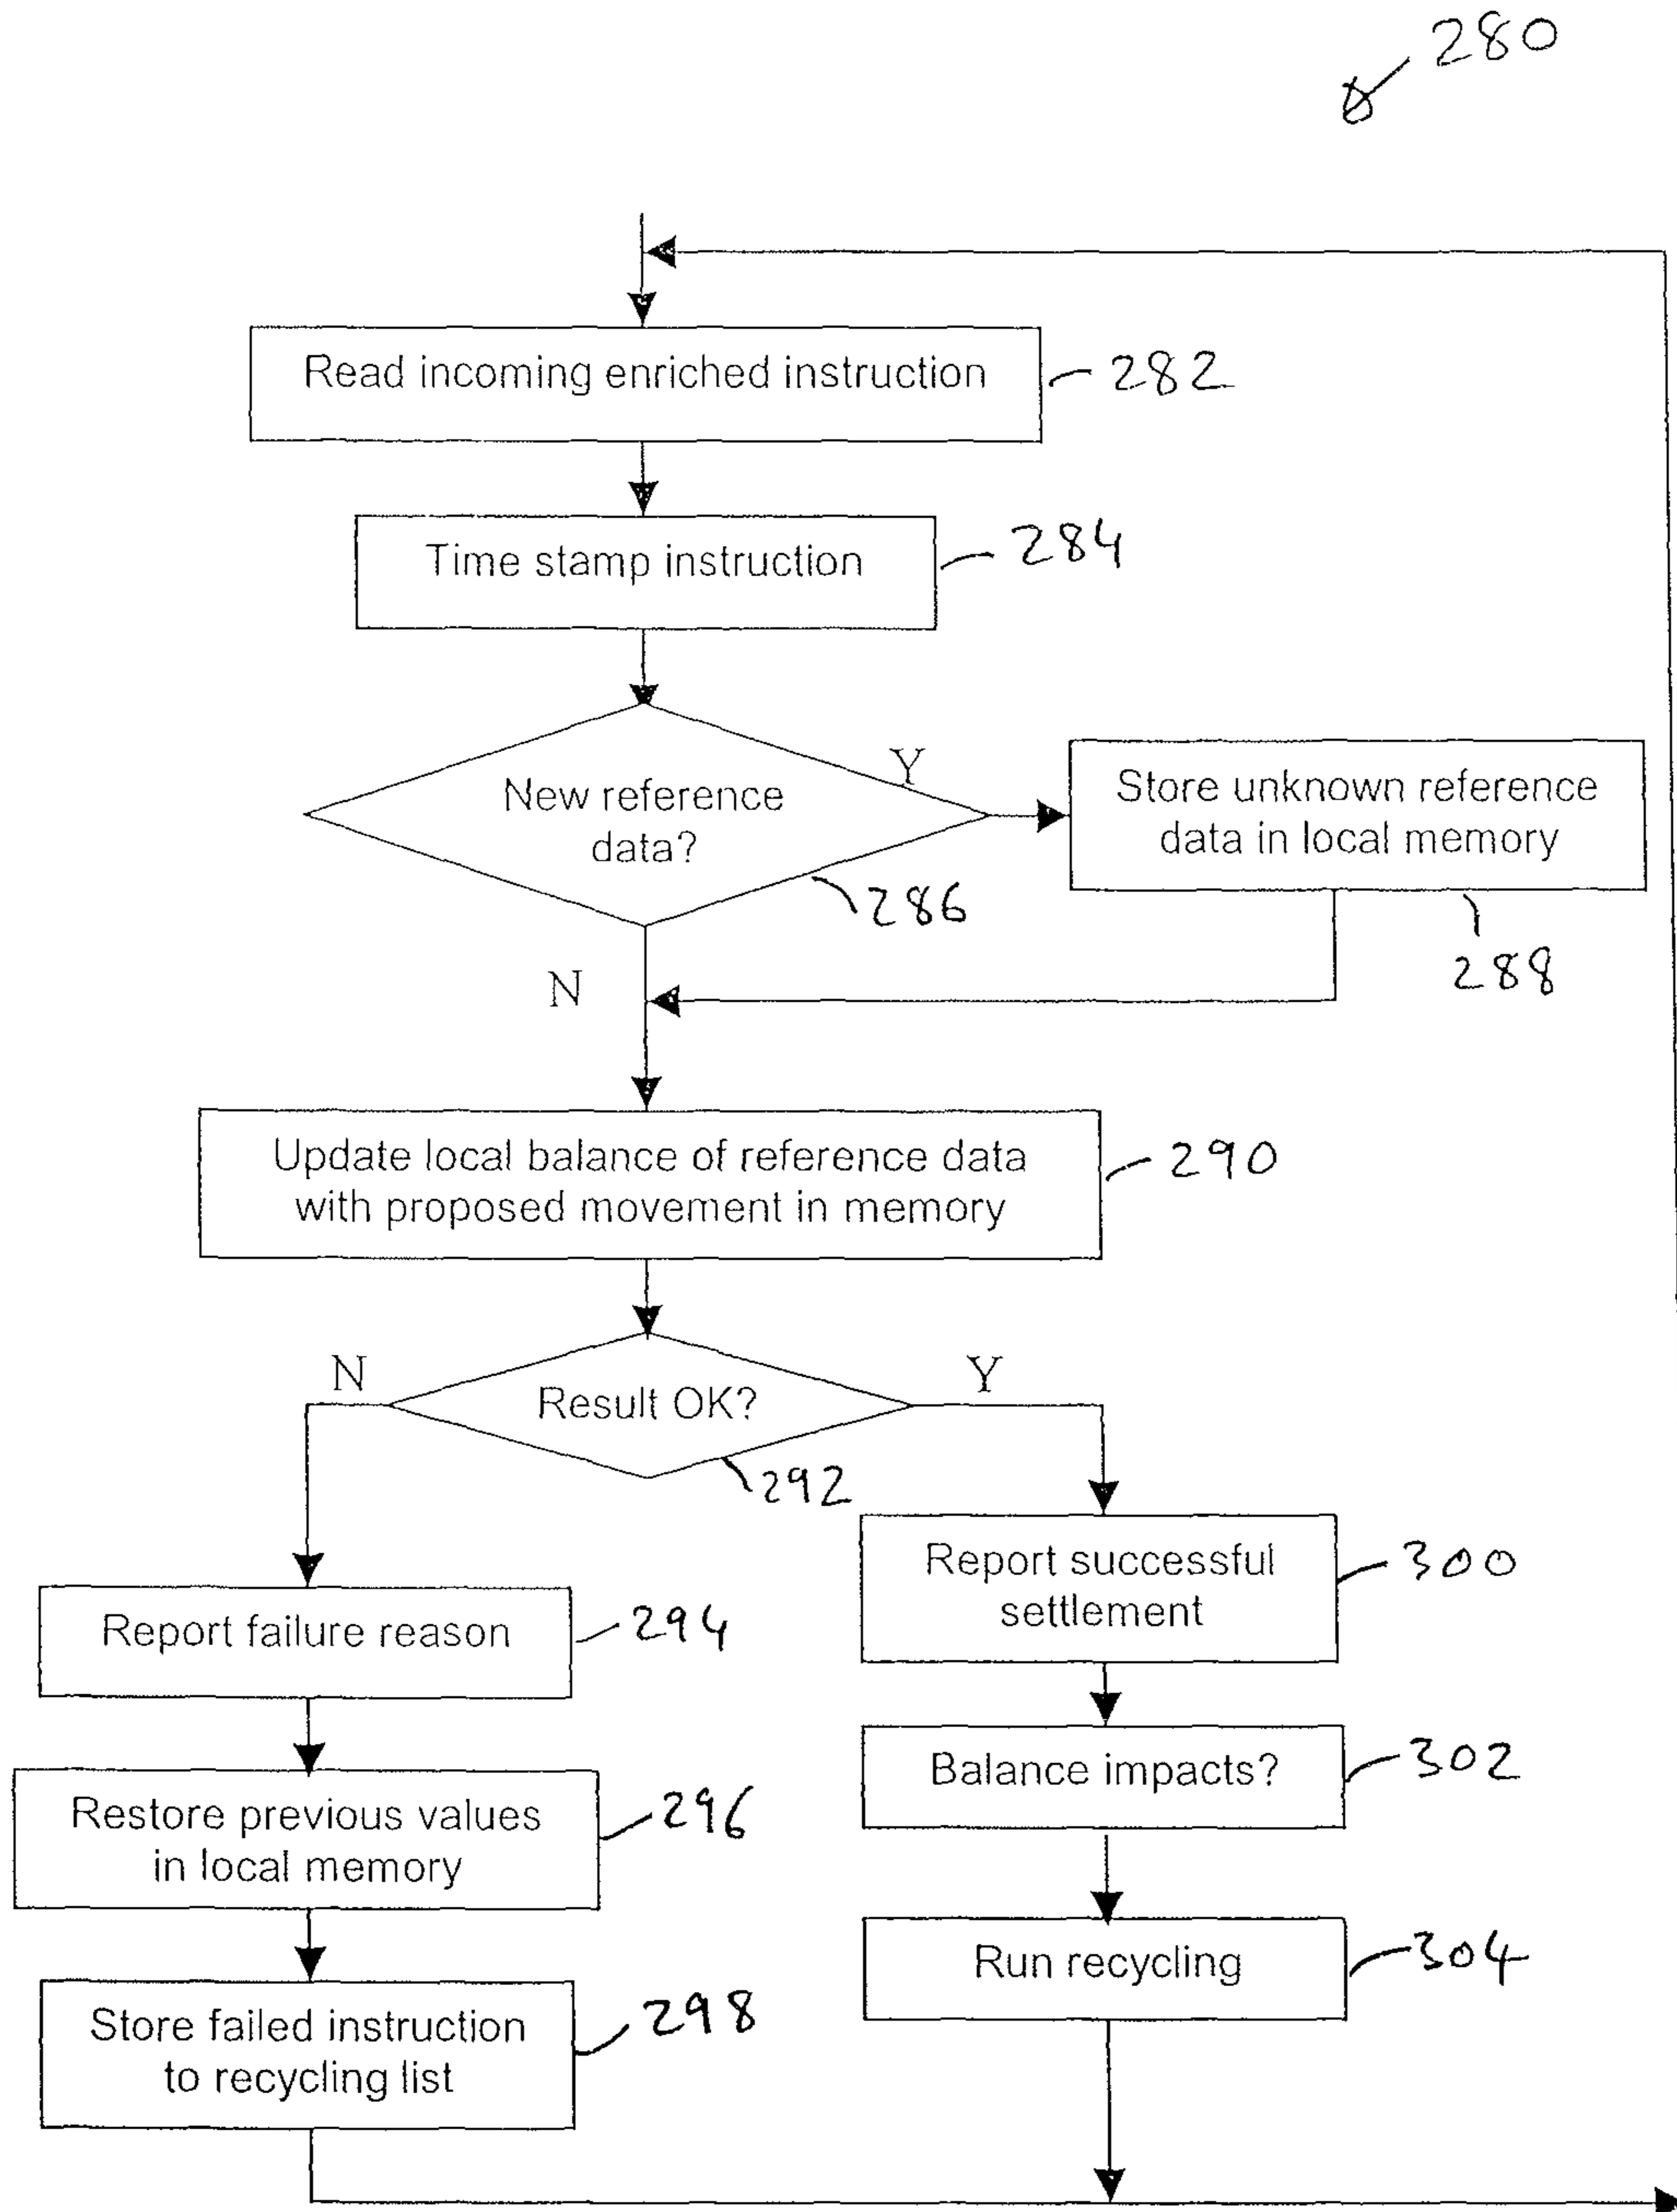 280
Read incoming enriched instruction
282
Time stamp instruction
284
New reference
data?
Y
286
N
Store unknown reference
data in local memory
288
Update local balance of reference data
with proposed movement in memory
290
Result OK?
N
Y
292
Report failure reason
294
Restore previous values
in local memory
296
Store failed instruction
to recycling list
298
Report successful
settlement
300
Balance impacts?
302
Run recycling
304